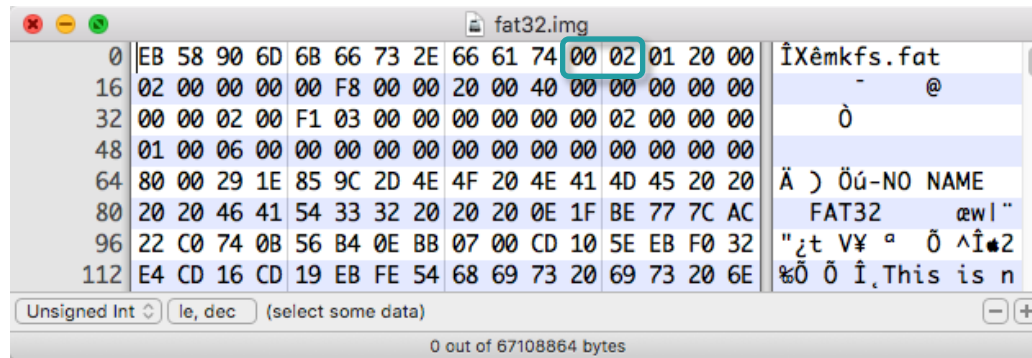 fat32.img
0 EB 58 90 6D 6B 66 73 2E 66 61 74 00 02 01 20 00 ÎXêmkfs.fat
16 02 00 00 00 00 F8 00 00 20 00 40 00 00 00 00 00 ¯ @
32 00 00 02 00 F1 03 00 00 00 00 00 00 02 00 00 00 Ò
48 01 00 06 00 00 00 00 00 00 00 00 00 00 00 00 00
64 80 00 29 1E 85 9C 2D 4E 4F 20 4E 41 4D 45 20 20 Ä ) Öú-NO NAME
80 20 20 46 41 54 33 32 20 20 20 0E 1F BE 77 7C AC FAT32 æw|¨
96 22 C0 74 0B 56 B4 0E BB 07 00 CD 10 5E EB F0 32 "¿t V¥ ª Õ ^Î2
112 E4 CD 16 CD 19 EB FE 54 68 69 73 20 69 73 20 6E ‰Õ Õ Î˛This is n
Unsigned Int le, dec (select some data)
0 out of 67108864 bytes